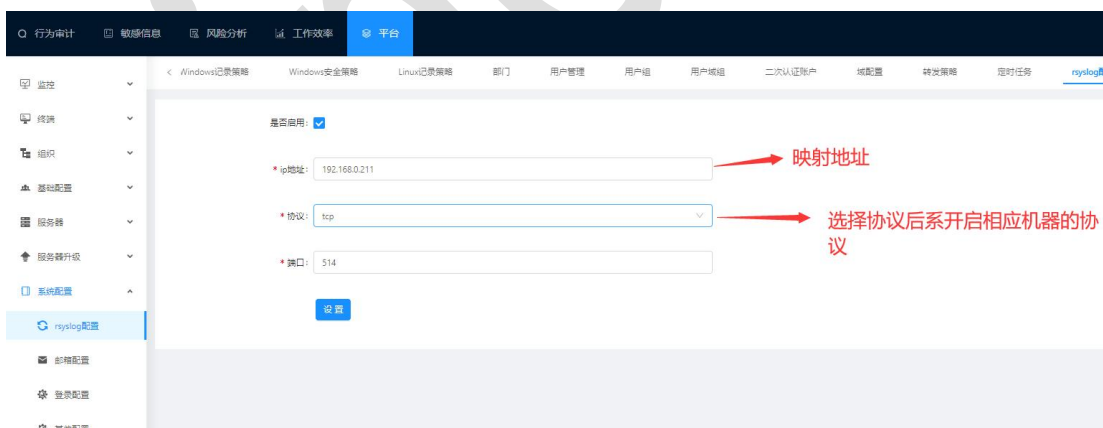 行为审计 敏感信息 风险分析 工作效率 平台
Windows记录策略 Windows安全策略 Linux记录策略 部门 用户管理 用户组 用户域组 二次认证账户 域配置 转发策略 定时任务 rsyslog
监控
终端
组织
基础配置
服务器
服务器升级
系统配置
rsyslog配置
邮箱配置
登录配置
是否启用:
* ip地址: 192.168.0.211
映射地址
* 协议: tcp
选择协议后系开启相应机器的协
议
* 端口: 514
设置